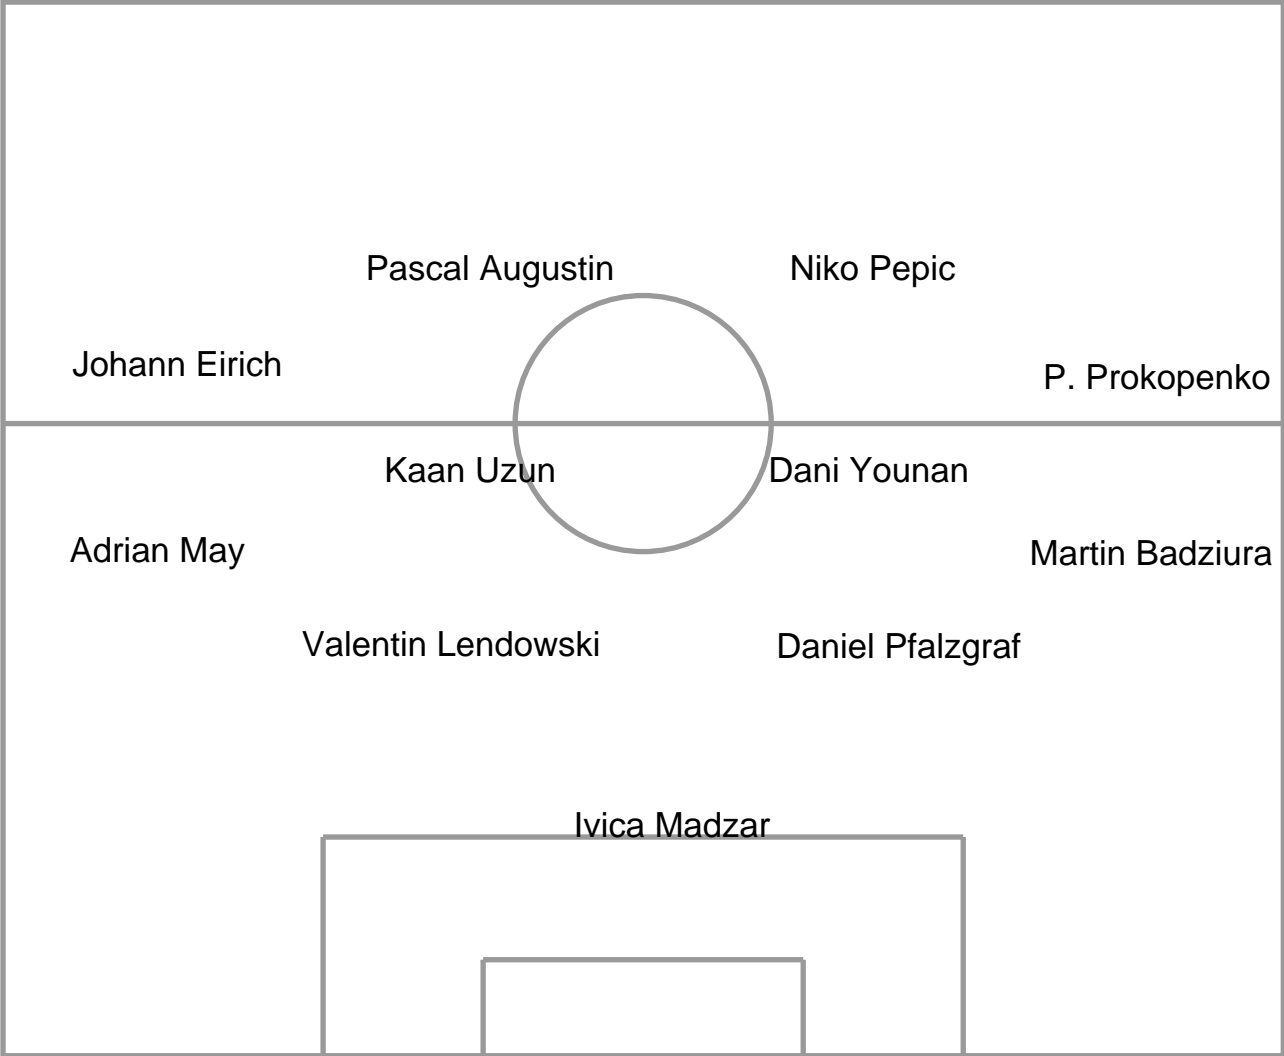 Pascal Augustin
Niko Pepic
Johann Eirich
P. Prokopenko
Kaan Uzun
Dani Younan
Adrian May
Martin Badziura
Valentin Lendowski
Daniel Pfalzgraf
Ivica Madzar